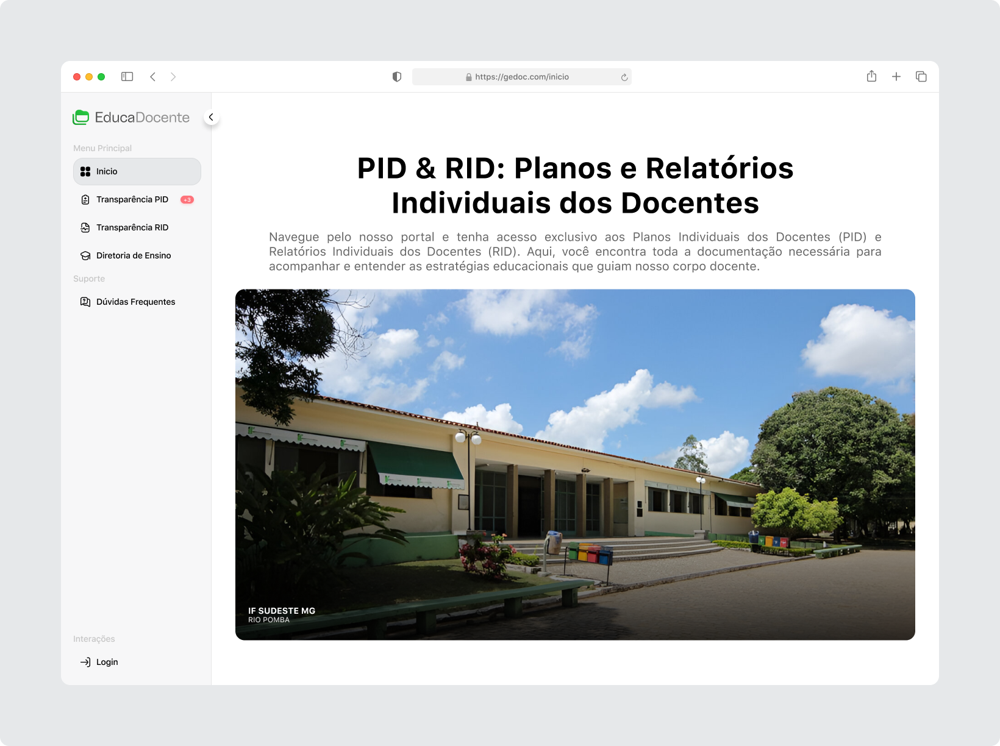 https://gedoc.com/inicio
EducaDocente
Menu Principal
Inicio
Transparência PID
+3
Transparência RID
Diretoria de Ensino
Suporte
Dúvidas Frequentes
Interações
Login
PID & RID: Planos e Relatórios
Individuais dos Docentes
Navegue pelo nosso portal e tenha acesso exclusivo aos Planos Individuais dos Docentes (PID) e
Relatórios Individuais dos Docentes (RID). Aqui, você encontra toda a documentação necessária para
acompanhar e entender as estratégias educacionais que guiam nosso corpo docente.
IF SUDESTE MG
RIO POMBA